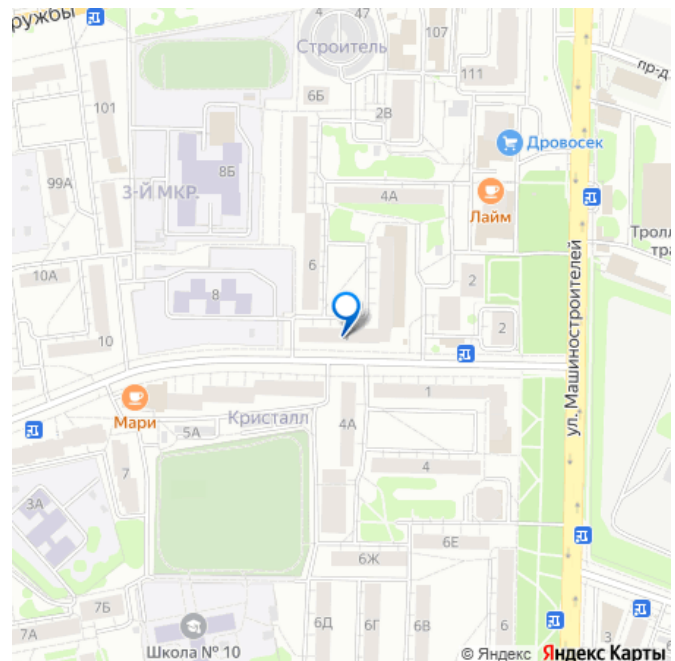 ружбы
4
47
107
Строитель
111
пр-д
6Б
101
2В
Дровосек
8Б
99А
3-Й МКР.
4А
Лайм
Тролл
тра
6
10А
2
8
2
10
ул. Машиностроителей
1
Мари
5А
Кристалл
4А
7
4
3А
6Е
6Ж
7Б
7А
Школа № 10
6Д
6Г
6В
6
3
© Яндекс Яндекс Карты